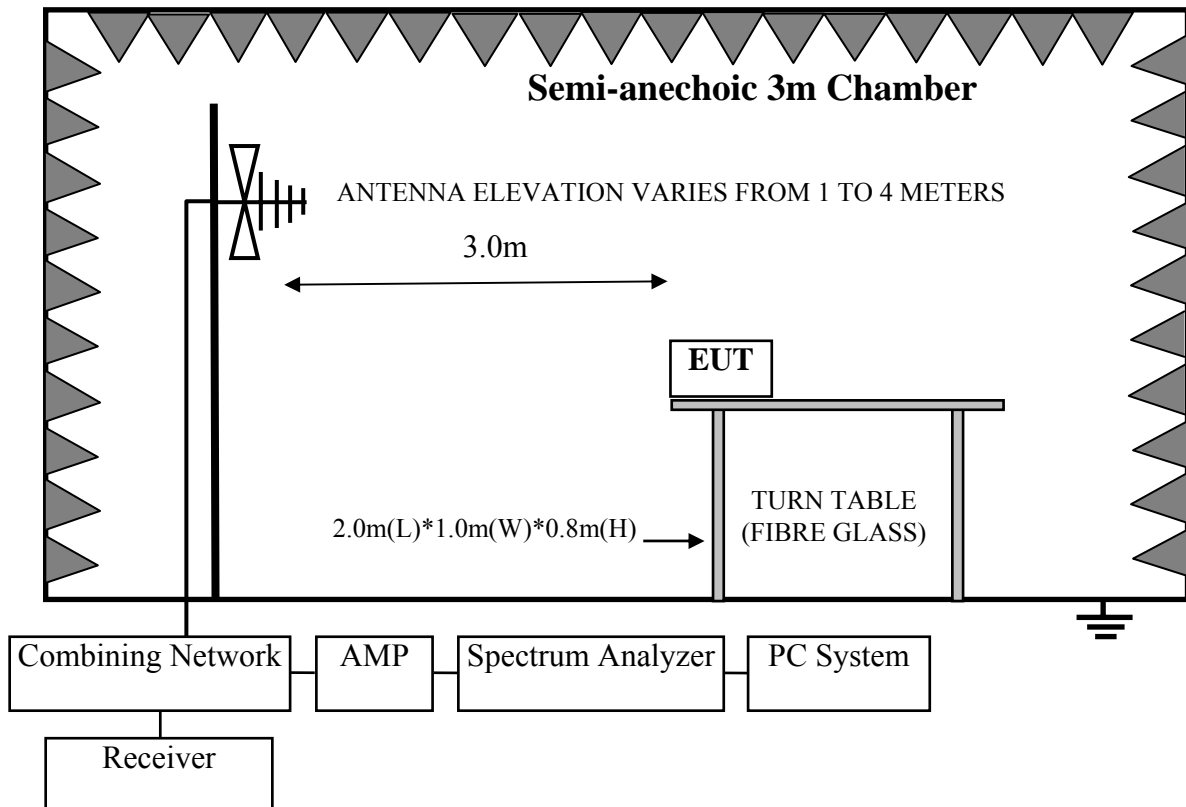 Semi-anechoic 3m Chamber
ANTENNA ELEVATION VARIES FROM 1 TO 4 METERS
3.0m
EUT
TURN TABLE
(FIBRE GLASS)
2.0m(L)*1.0m(W)*0.8m(H)
Combining Network
AMP
Spectrum Analyzer
PC System
Receiver